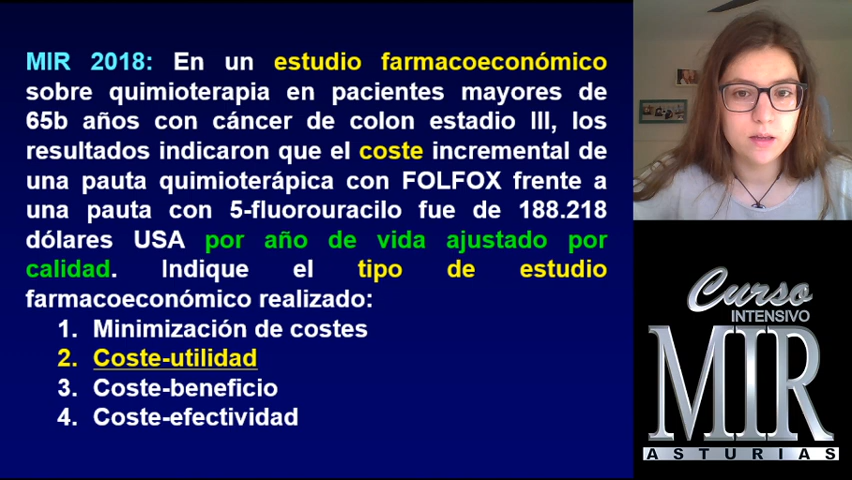 MIR 2018: En un estudio farmacoeconómico
sobre quimioterapia en pacientes mayores de
65b años con cáncer de colon estadio III, los
resultados indicaron que el coste incremental de
una pauta quimioterápica con FOLFOX frente a
una pauta con 5-fluorouracilo fue de 188.218
dólares USA por año de vida ajustado por
calidad. Indique el tipo de estudio
farmacoeconómico realizado:
1. Minimización de costes
2. Coste-utilidad
3. Coste-beneficio
4. Coste-efectividad
Curso
INTENSIVO
MIR
ASTURIAS